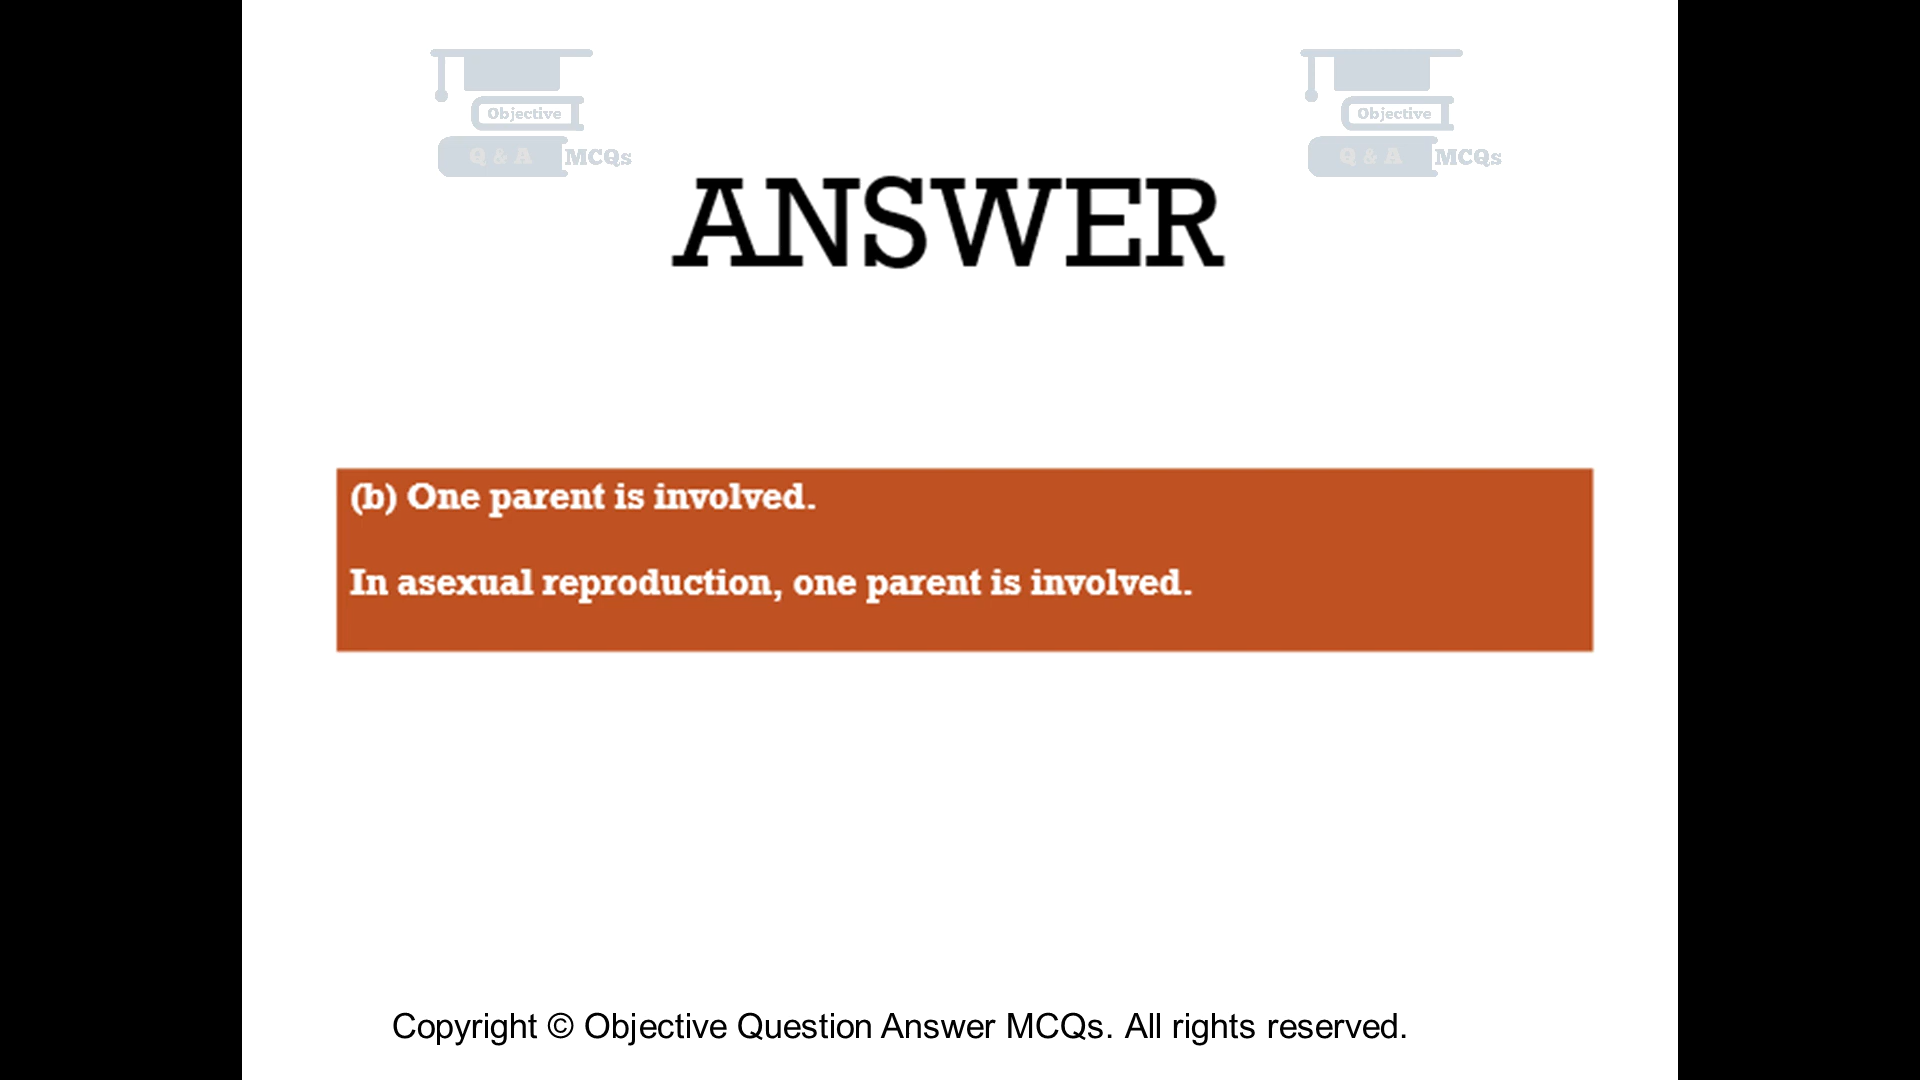 Objective
Q & A MCQs
Objective
Q & A MCQs
ANSWER
(b) One parent is involved.
In asexual reproduction, one parent is involved.
Copyright © Objective Question Answer MCQs. All rights reserved.